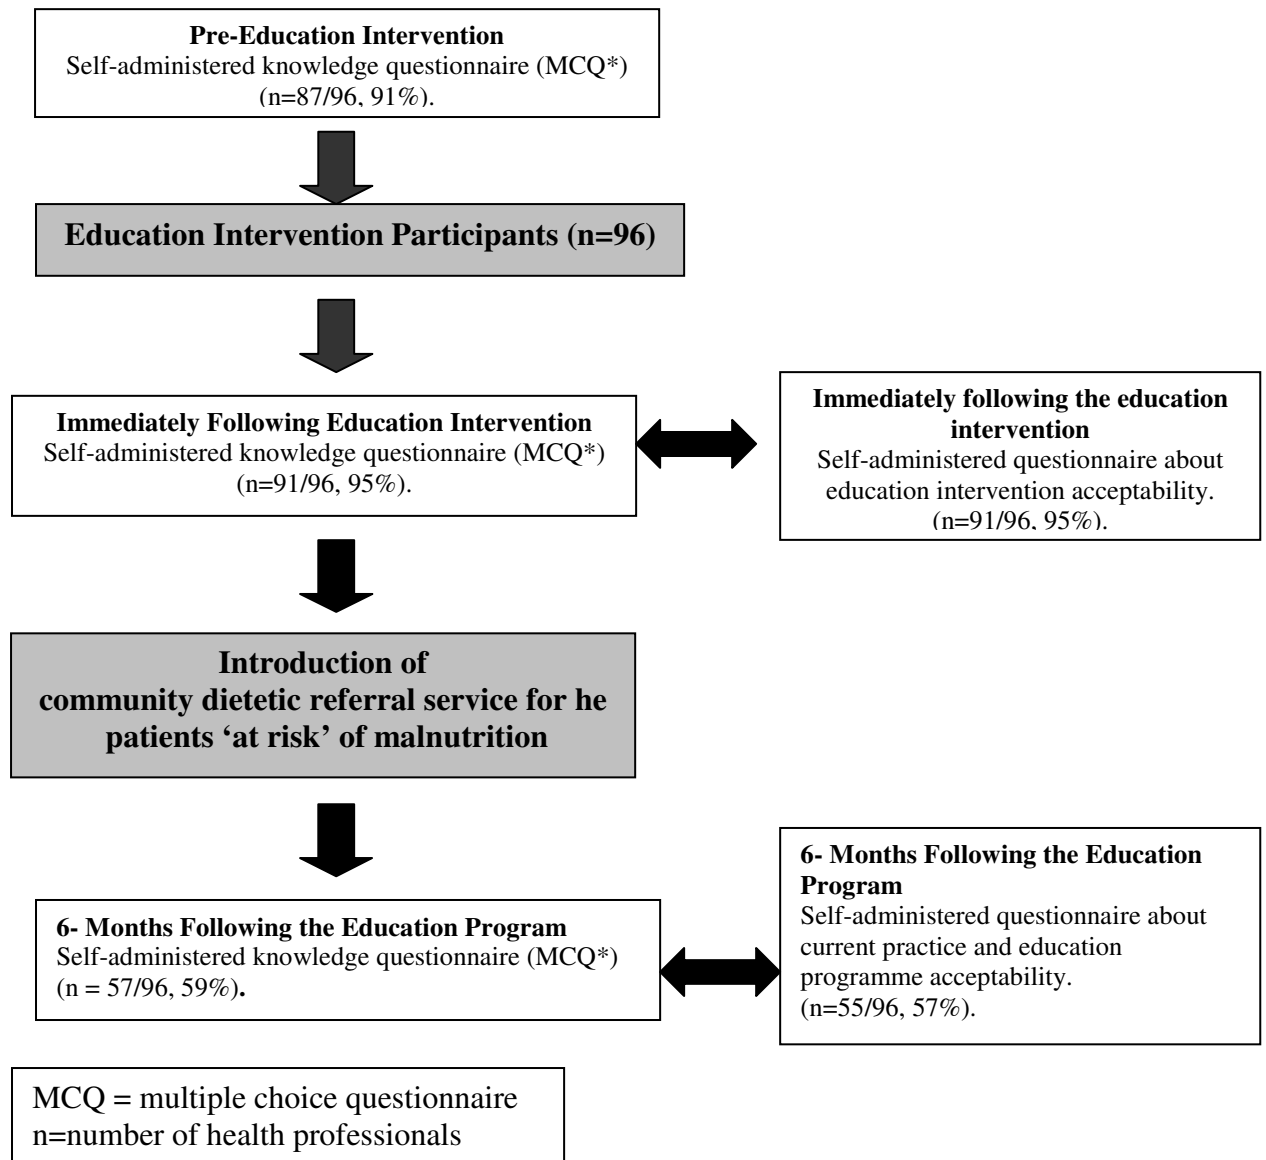 Pre-Education Intervention
Self-administered knowledge questionnaire (MCQ*)
(n=87/96, 91%).
Education Intervention Participants (n=96)
Immediately Following Education Intervention
Self-administered knowledge questionnaire (MCQ*)
(n=91/96, 95%).
Immediately following the education
intervention
Self-administered questionnaire about
education intervention acceptability.
(n=91/96, 95%).
Introduction of
community dietetic referral service for he
patients ‘at risk’ of malnutrition
6- Months Following the Education Program
Self-administered knowledge questionnaire (MCQ*)
(n = 57/96, 59%).
6- Months Following the Education
Program
Self-administered questionnaire about
current practice and education
programme acceptability.
(n=55/96, 57%).
MCQ = multiple choice questionnaire
n=number of health professionals